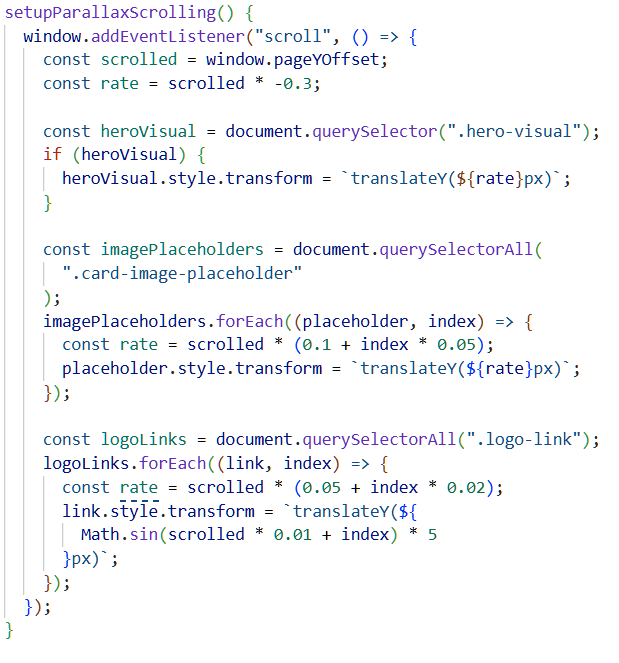 setupParallaxScrolling() {
window.addEventListener("scroll", () => {
const scrolled = window.pageYOffset;
const rate = scrolled * -0.3;
const heroVisual = document.querySelector(".hero-visual");
if (heroVisual) {
heroVisual.style.transform = `translateY(${rate}px)`;
}
const imagePlaceholders = document.querySelectorAll(
".card-image-placeholder"
);
imagePlaceholders.forEach((placeholder, index) => {
const rate = scrolled * (0.1 + index * 0.05);
placeholder.style.transform = `translateY(${rate}px)`;
});
const logoLinks = document.querySelectorAll(".logo-link");
logoLinks.forEach((link, index) => {
const rate = scrolled * (0.05 + index * 0.02);
link.style.transform = `translateY(${
Math.sin(scrolled * 0.01 + index) * 5
}px)`;
});
});
}